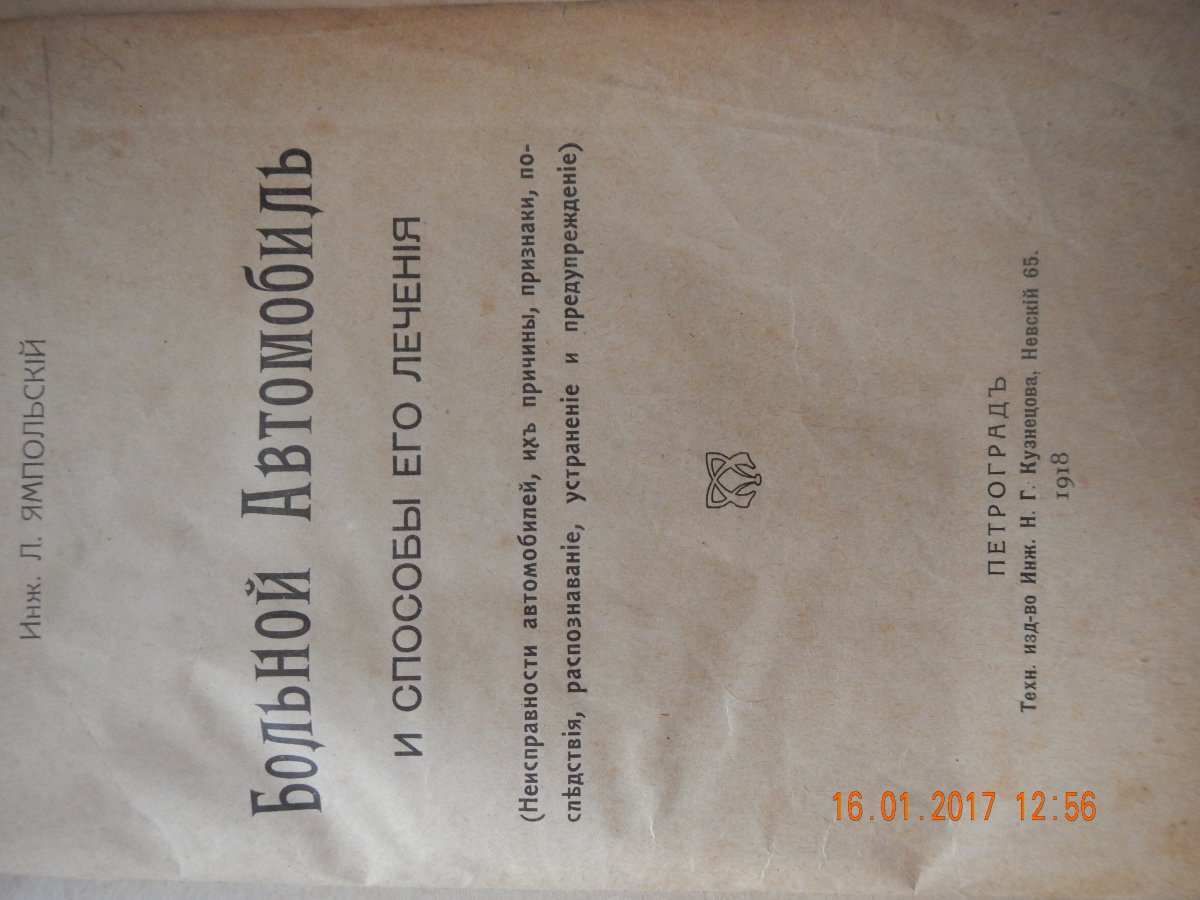 Инж. Л. ЯМПОЛЬСКІЙ
Больной Автомобиль
И СПОСОБЫ ЕГО ЛЕЧЕНІЯ
(Неисправности автомобилей, ихъ причины, признаки, по-
слѣдствія, распознаваніе, устраненіе и предупрежденіе)
ПЕТРОГРАДЪ
Техн. изд-во Инж. Н. Г. Кузнецова, Невскій 65.
1918
16.01.2017 12:56